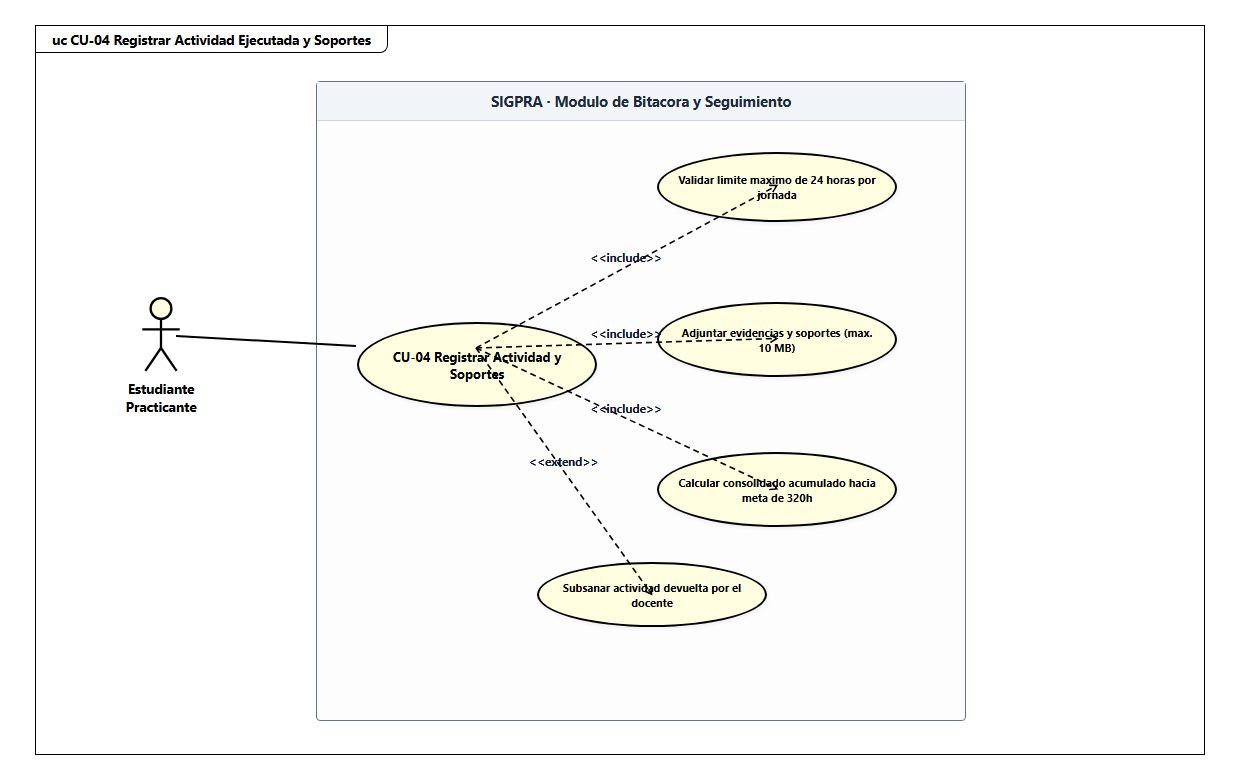 uc CU-04 Registrar Actividad Ejecutada y Soportes
SIGPRA · Modulo de Bitacora y Seguimiento
Validar limite maximo de 24 horas por
jornada
<<include>>
<<include>>
Adjuntar evidencias y soportes (max.
10 MB)
CU-04 Registrar Actividad y
Soportes
Estudiante
Practicante
<<include>>
<<extend>>
Calcular consolidado acumulado hacia
meta de 320h
Subsanar actividad devuelta por el
docente